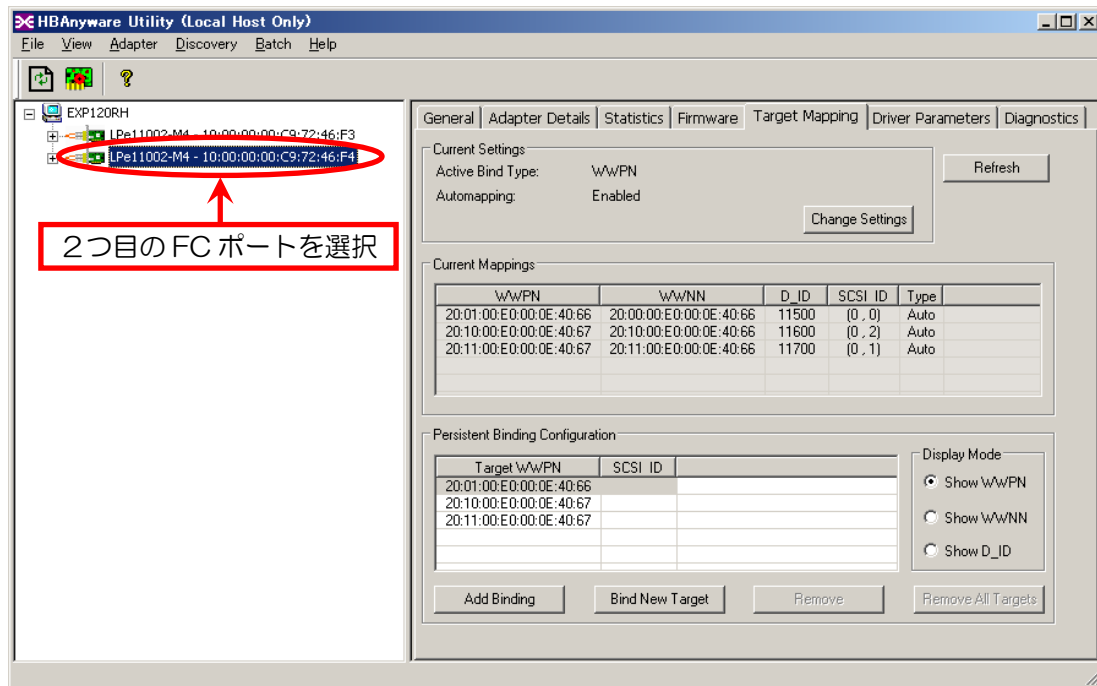 HBAnyware Utility (Local Host Only)
File View Adapter Discovery Batch Help
EXP120RH
LPe11002-M4 - 10:00:00:00:C9:72:46:F3
LPe11002-M4 - 10:00:00:00:C9:72:46:F4
２つ目のFCポートを選択
General Adapter Details Statistics Firmware Target Mapping Driver Parameters Diagnostics
Current Settings
Active Bind Type: WWPN
Automapping: Enabled
Refresh
Change Settings
Current Mappings
WWPN WWNN D_ID SCSI ID Type
20:01:00:E0:00:0E:40:66 20:00:00:E0:00:0E:40:66 11500 (0 , 0) Auto
20:10:00:E0:00:0E:40:67 20:10:00:E0:00:0E:40:66 11600 (0 , 2) Auto
20:11:00:E0:00:0E:40:67 20:11:00:E0:00:0E:40:66 11700 (0 , 1) Auto
Persistent Binding Configuration
Target WWPN SCSI ID
20:01:00:E0:00:0E:40:66
20:10:00:E0:00:0E:40:67
20:11:00:E0:00:0E:40:67
Display Mode
Show WWPN
Show WWNN
Show D_ID
Add Binding Bind New Target Remove Remove All Targets